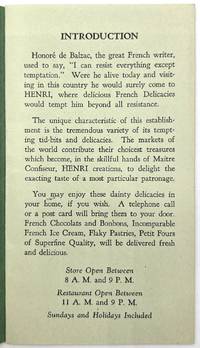 INTRODUCTION
Honoré de Balzac, the great French writer,
used to say, "I can resist everything except
temptation." Were he alive today and visit-
ing in this country he would surely come to
HENRI, where delicious French Delicacies
would tempt him beyond all resistance.
The unique characteristic of this establish-
ment is the tremendous variety of its tempt-
ing tid-bits and delicacies. The markets of
the world contribute their choicest treasures
which become, in the skillful hands of Maitre
Confiseur, HENRI creations, to delight the
exacting taste of a most particular patronage.
You may enjoy these dainty delicacies in
your home, if you wish. A telephone call
or a post card will bring them to your door.
French Chocolats and Bonbons, Incomparable
French Ice Cream, Flaky Pastries, Petit Fours
of Superfine Quality, will be delivered fresh
and delicious.
Store Open Between
8 A. M. and 9 P. M.
Restaurant Open Between
11 A. M. and 9 P. M.
Sundays and Holidays Included